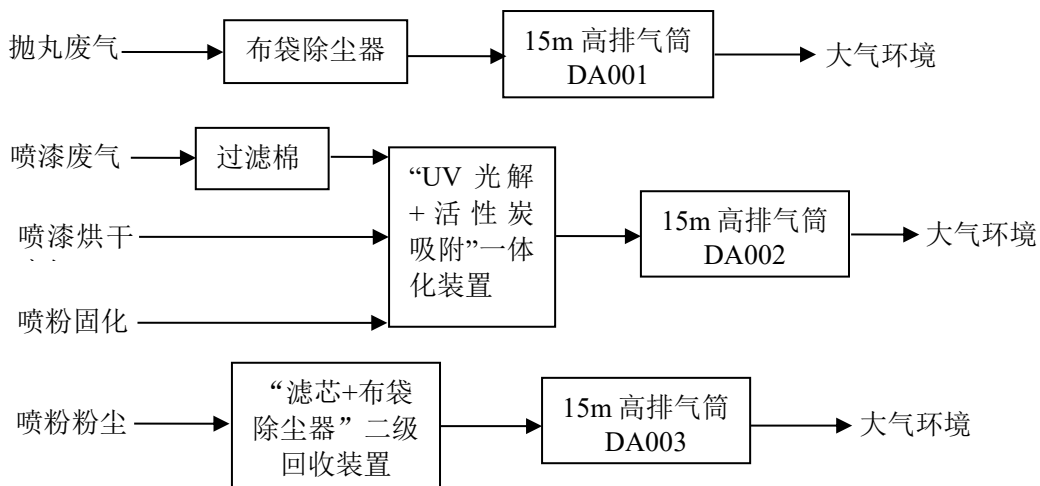 抛丸废气
布袋除尘器
15m 高排气筒
DA001
大气环境
喷漆废气
过滤棉
“UV 光解
+活性炭
吸附”一体
化装置
喷漆烘干
喷粉固化
15m 高排气筒
DA002
大气环境
喷粉粉尘
“滤芯+布袋
除尘器”二级
回收装置
15m 高排气筒
DA003
大气环境